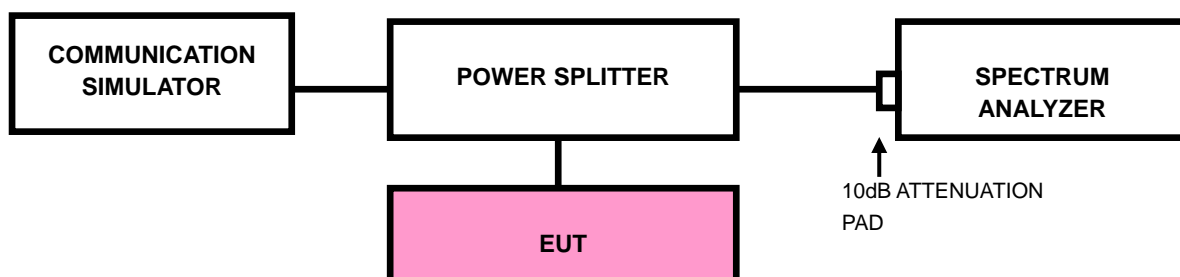 COMMUNICATION
SIMULATOR
POWER SPLITTER
SPECTRUM
ANALYZER
10dB ATTENUATION
PAD
EUT